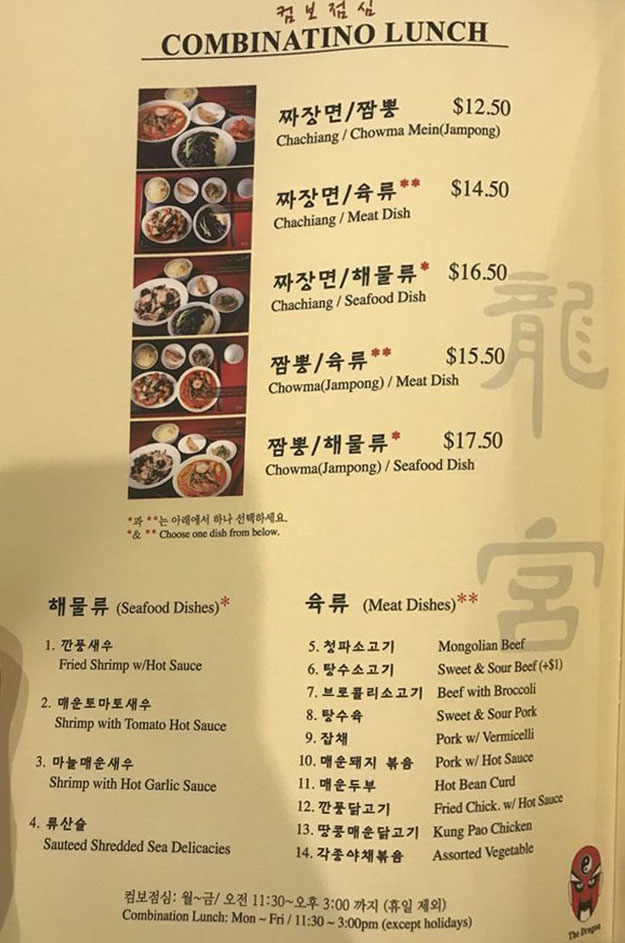 컴보점심
COMBINATINO LUNCH
짜장면/짬뽕 $12.50
Chachiang / Chowma Mein(Jampong)
짜장면/육류** $14.50
Chachiang / Meat Dish
짜장면/해물류* $16.50
Chachiang / Seafood Dish
짬뽕/육류** $15.50
Chowma(Jampong) / Meat Dish
짬뽕/해물류* $17.50
Chowma(Jampong) / Seafood Dish
龍宮
*과 **는 아래에서 하나 선택하세요.
*& ** Choose one dish from below.
해물류 (Seafood Dishes)*
1. 깐풍새우
Fried Shrimp w/Hot Sauce
2. 매운토마토새우
Shrimp with Tomato Hot Sauce
3. 마늘매운새우
Shrimp with Hot Garlic Sauce
4. 류산슬
Sauteed Shredded Sea Delicacies
육류 (Meat Dishes)**
5. 청파소고기 Mongolian Beef
6. 탕수소고기 Sweet & Sour Beef (+$1)
7. 브로콜리소고기 Beef with Broccoli
8. 탕수육 Sweet & Sour Pork
9. 잡채 Pork w/ Vermicelli
10. 매운돼지 볶음 Pork w/ Hot Sauce
11. 매운두부 Hot Bean Curd
12. 깐풍닭고기 Fried Chick. w/ Hot Sauce
13. 땅콩매운닭고기 Kung Pao Chicken
14. 각종야채볶음 Assorted Vegetable
컴보점심: 월~금/ 오전 11:30~오후 3:00 까지 (휴일 제외)
Combination Lunch: Mon ~ Fri / 11:30 ~ 3:00pm (except holidays)
The Dragon